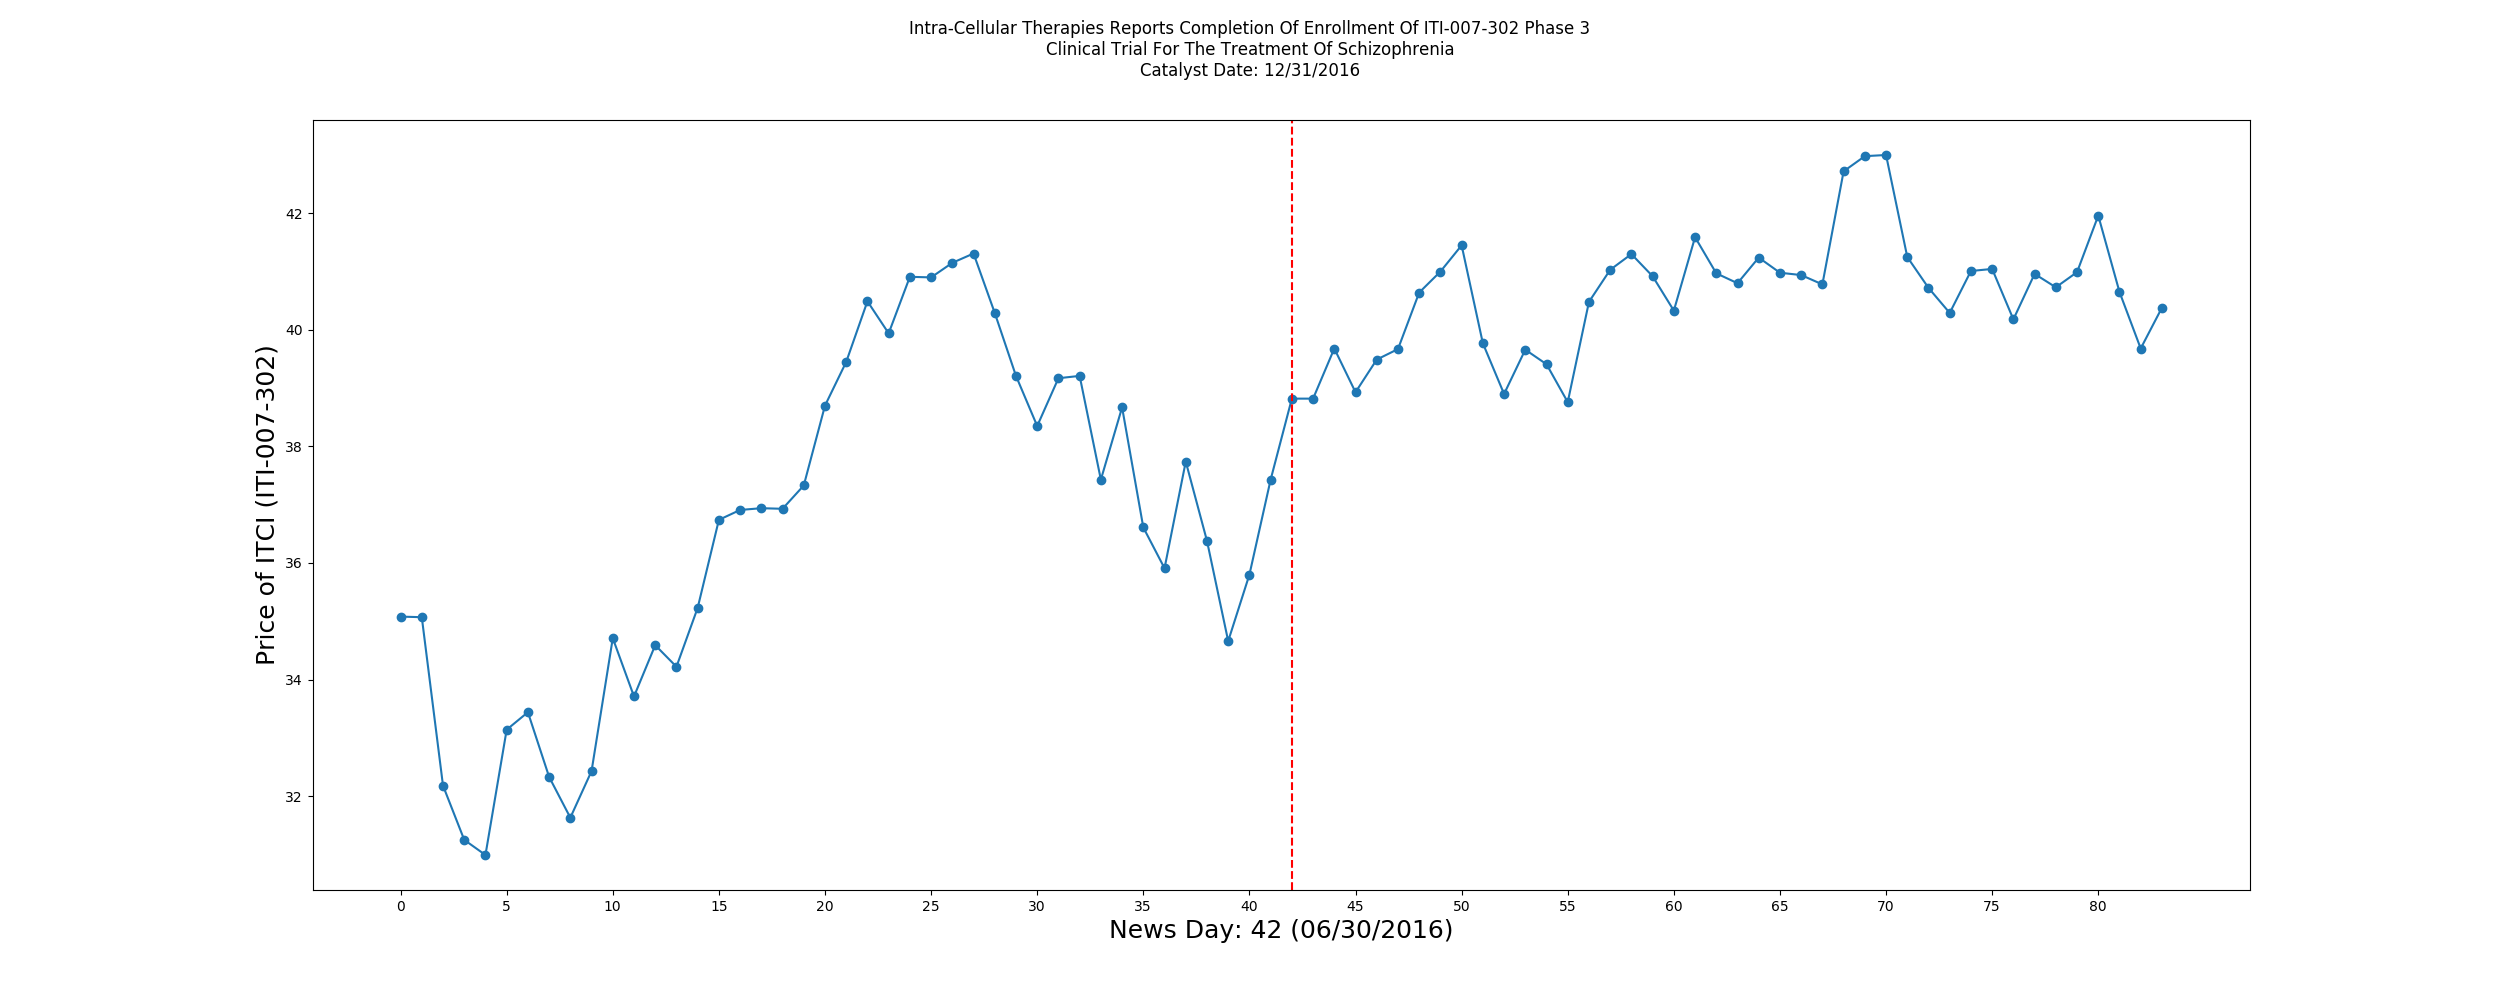 Intra-Cellular Therapies Reports Completion Of Enrollment Of ITI-007-302 Phase 3
Clinical Trial For The Treatment Of Schizophrenia
Catalyst Date: 12/31/2016
Price of ITCI (ITI-007-302)
42
40
38
36
34
32
0 5 10 15 20 25 30 35 40 45 50 55 60 65 70 75 80
News Day: 42 (06/30/2016)